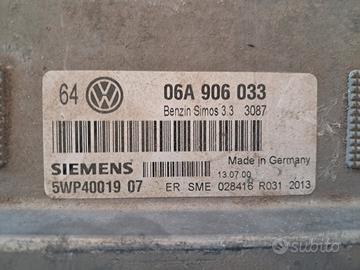 64 VW 06A 906 033
Benzin Simos 3.3 3087
SIEMENS Made in Germany
13.07.00
5WP40019 07 ER SME 028416 R031 2013
subito